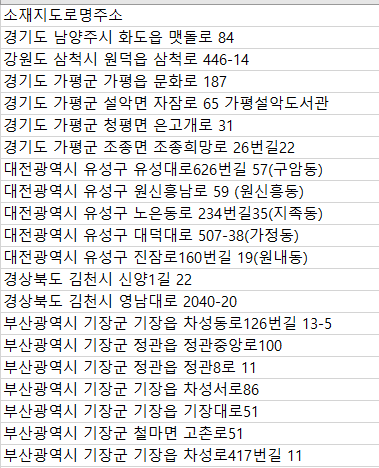 소재지도로명주소
경기도 남양주시 화도읍 맷돌로 84
강원도 삼척시 원덕읍 삼척로 446-14
경기도 가평군 가평읍 문화로 187
경기도 가평군 설악면 자잠로 65 가평설악도서관
경기도 가평군 청평면 은고개로 31
경기도 가평군 조종면 조종희망로 26번길22
대전광역시 유성구 유성대로626번길 57(구암동)
대전광역시 유성구 원신흥남로 59 (원신흥동)
대전광역시 유성구 노은동로 234번길35(지족동)
대전광역시 유성구 대덕대로 507-38(가정동)
대전광역시 유성구 진잠로160번길 19(원내동)
경상북도 김천시 신양1길 22
경상북도 김천시 영남대로 2040-20
부산광역시 기장군 기장읍 차성동로126번길 13-5
부산광역시 기장군 정관읍 정관중앙로100
부산광역시 기장군 정관읍 정관8로 11
부산광역시 기장군 기장읍 차성서로86
부산광역시 기장군 기장읍 기장대로51
부산광역시 기장군 철마면 고촌로51
부산광역시 기장군 기장읍 차성로417번길 11